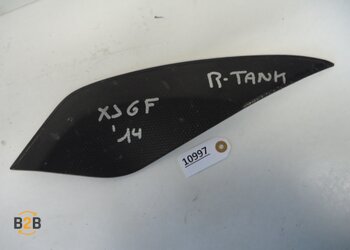 R-TANK
XJ6F
'14
10997
B2B